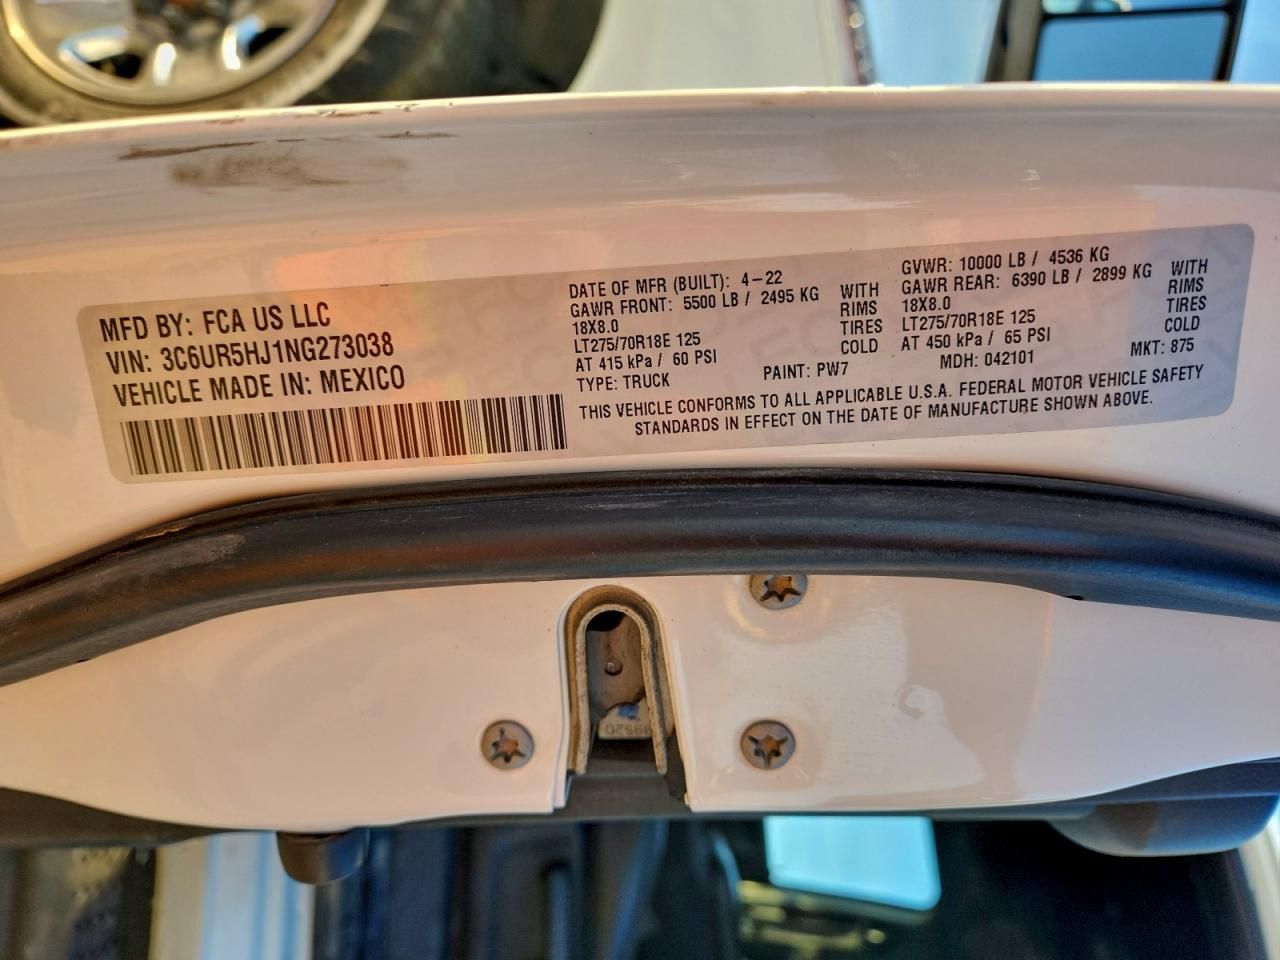 MFD BY: FCA US LLC
VIN: 3C6UR5HJ1NG273038
VEHICLE MADE IN: MEXICO
DATE OF MFR (BUILT): 4-22
GAWR FRONT: 5500 LB / 2495 KG WITH
18X8.0 RIMS
LT275/70R18E 125 TIRES
AT 415 kPa / 60 PSI COLD
TYPE: TRUCK PAINT: PW7
GVWR: 10000 LB / 4536 KG
GAWR REAR: 6390 LB / 2899 KG WITH
18X8.0 RIMS
LT275/70R18E 125 TIRES
AT 450 kPa / 65 PSI COLD
MDH: 042101 MKT: 875
THIS VEHICLE CONFORMS TO ALL APPLICABLE U.S.A. FEDERAL MOTOR VEHICLE SAFETY
STANDARDS IN EFFECT ON THE DATE OF MANUFACTURE SHOWN ABOVE.